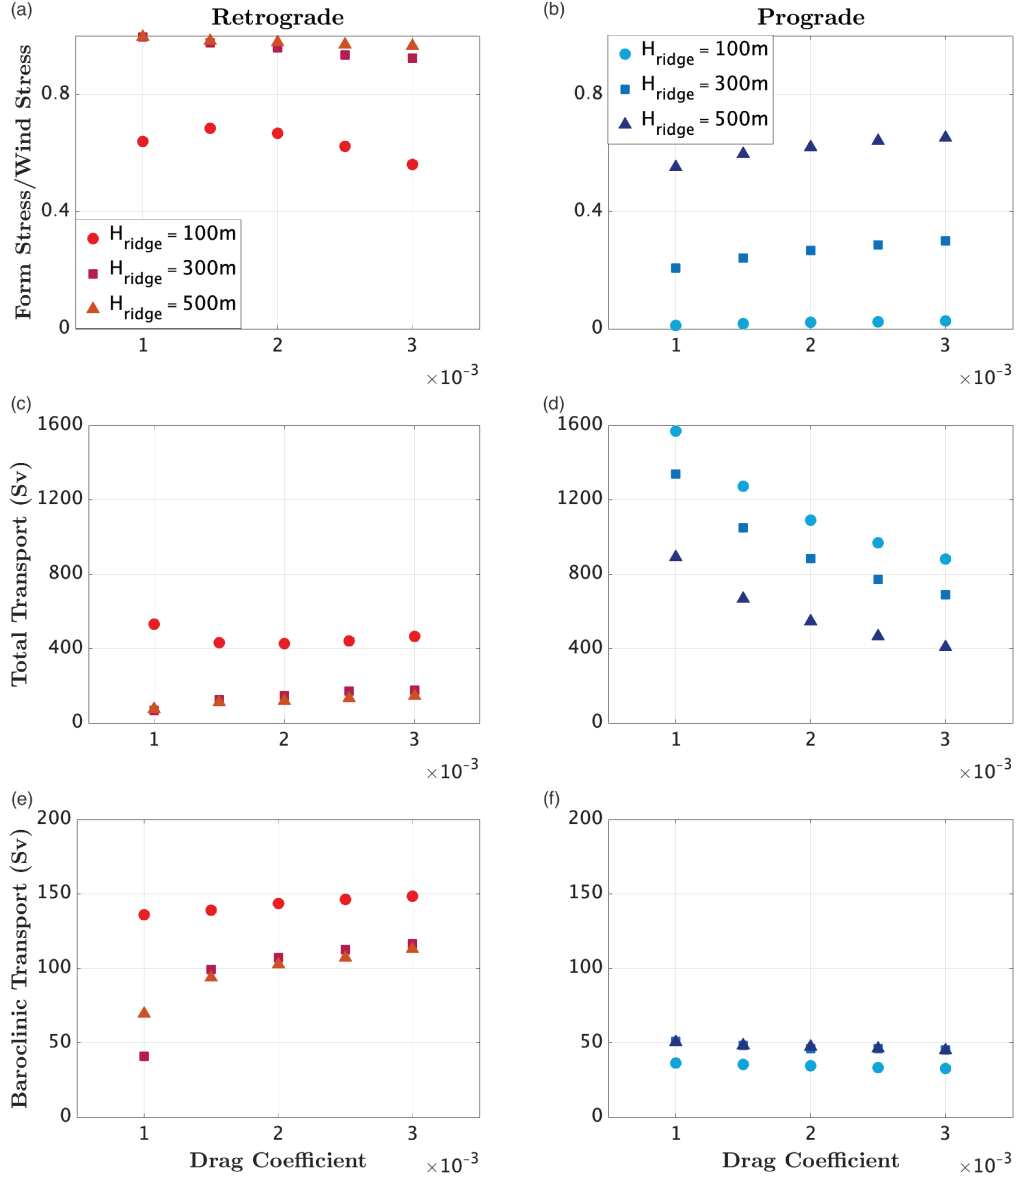 (a)
Retrograde
(b)
Prograde
Form Stress/Wind Stress
0.8
0.4
0
H_ridge = 100m
H_ridge = 300m
H_ridge = 500m
1 2 3
×10⁻³
0.8
0.4
0
H_ridge = 100m
H_ridge = 300m
H_ridge = 500m
1 2 3
×10⁻³
(c)
Total Transport (Sv)
1600
1200
800
400
0
1 2 3
×10⁻³
(d)
1600
1200
800
400
0
1 2 3
×10⁻³
(e)
Baroclinic Transport (Sv)
200
150
100
50
0
1 2 3
×10⁻³
Drag Coefficient
(f)
200
150
100
50
0
1 2 3
×10⁻³
Drag Coefficient